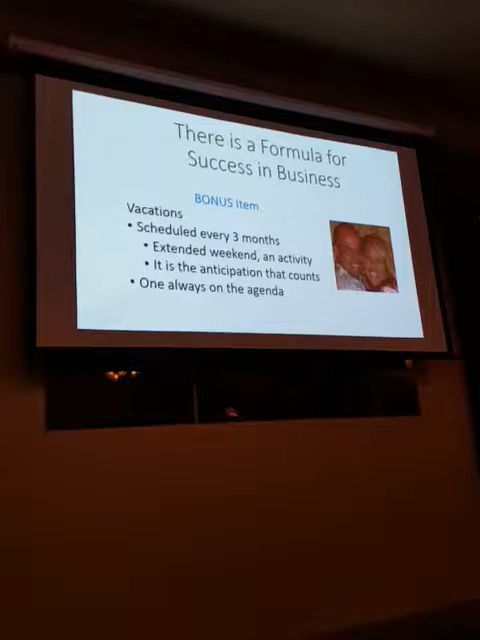 There is a Formula for
Success in Business
BONUS Item
Vacations
• Scheduled every 3 months
• Extended weekend, an activity
• It is the anticipation that counts
• One always on the agenda